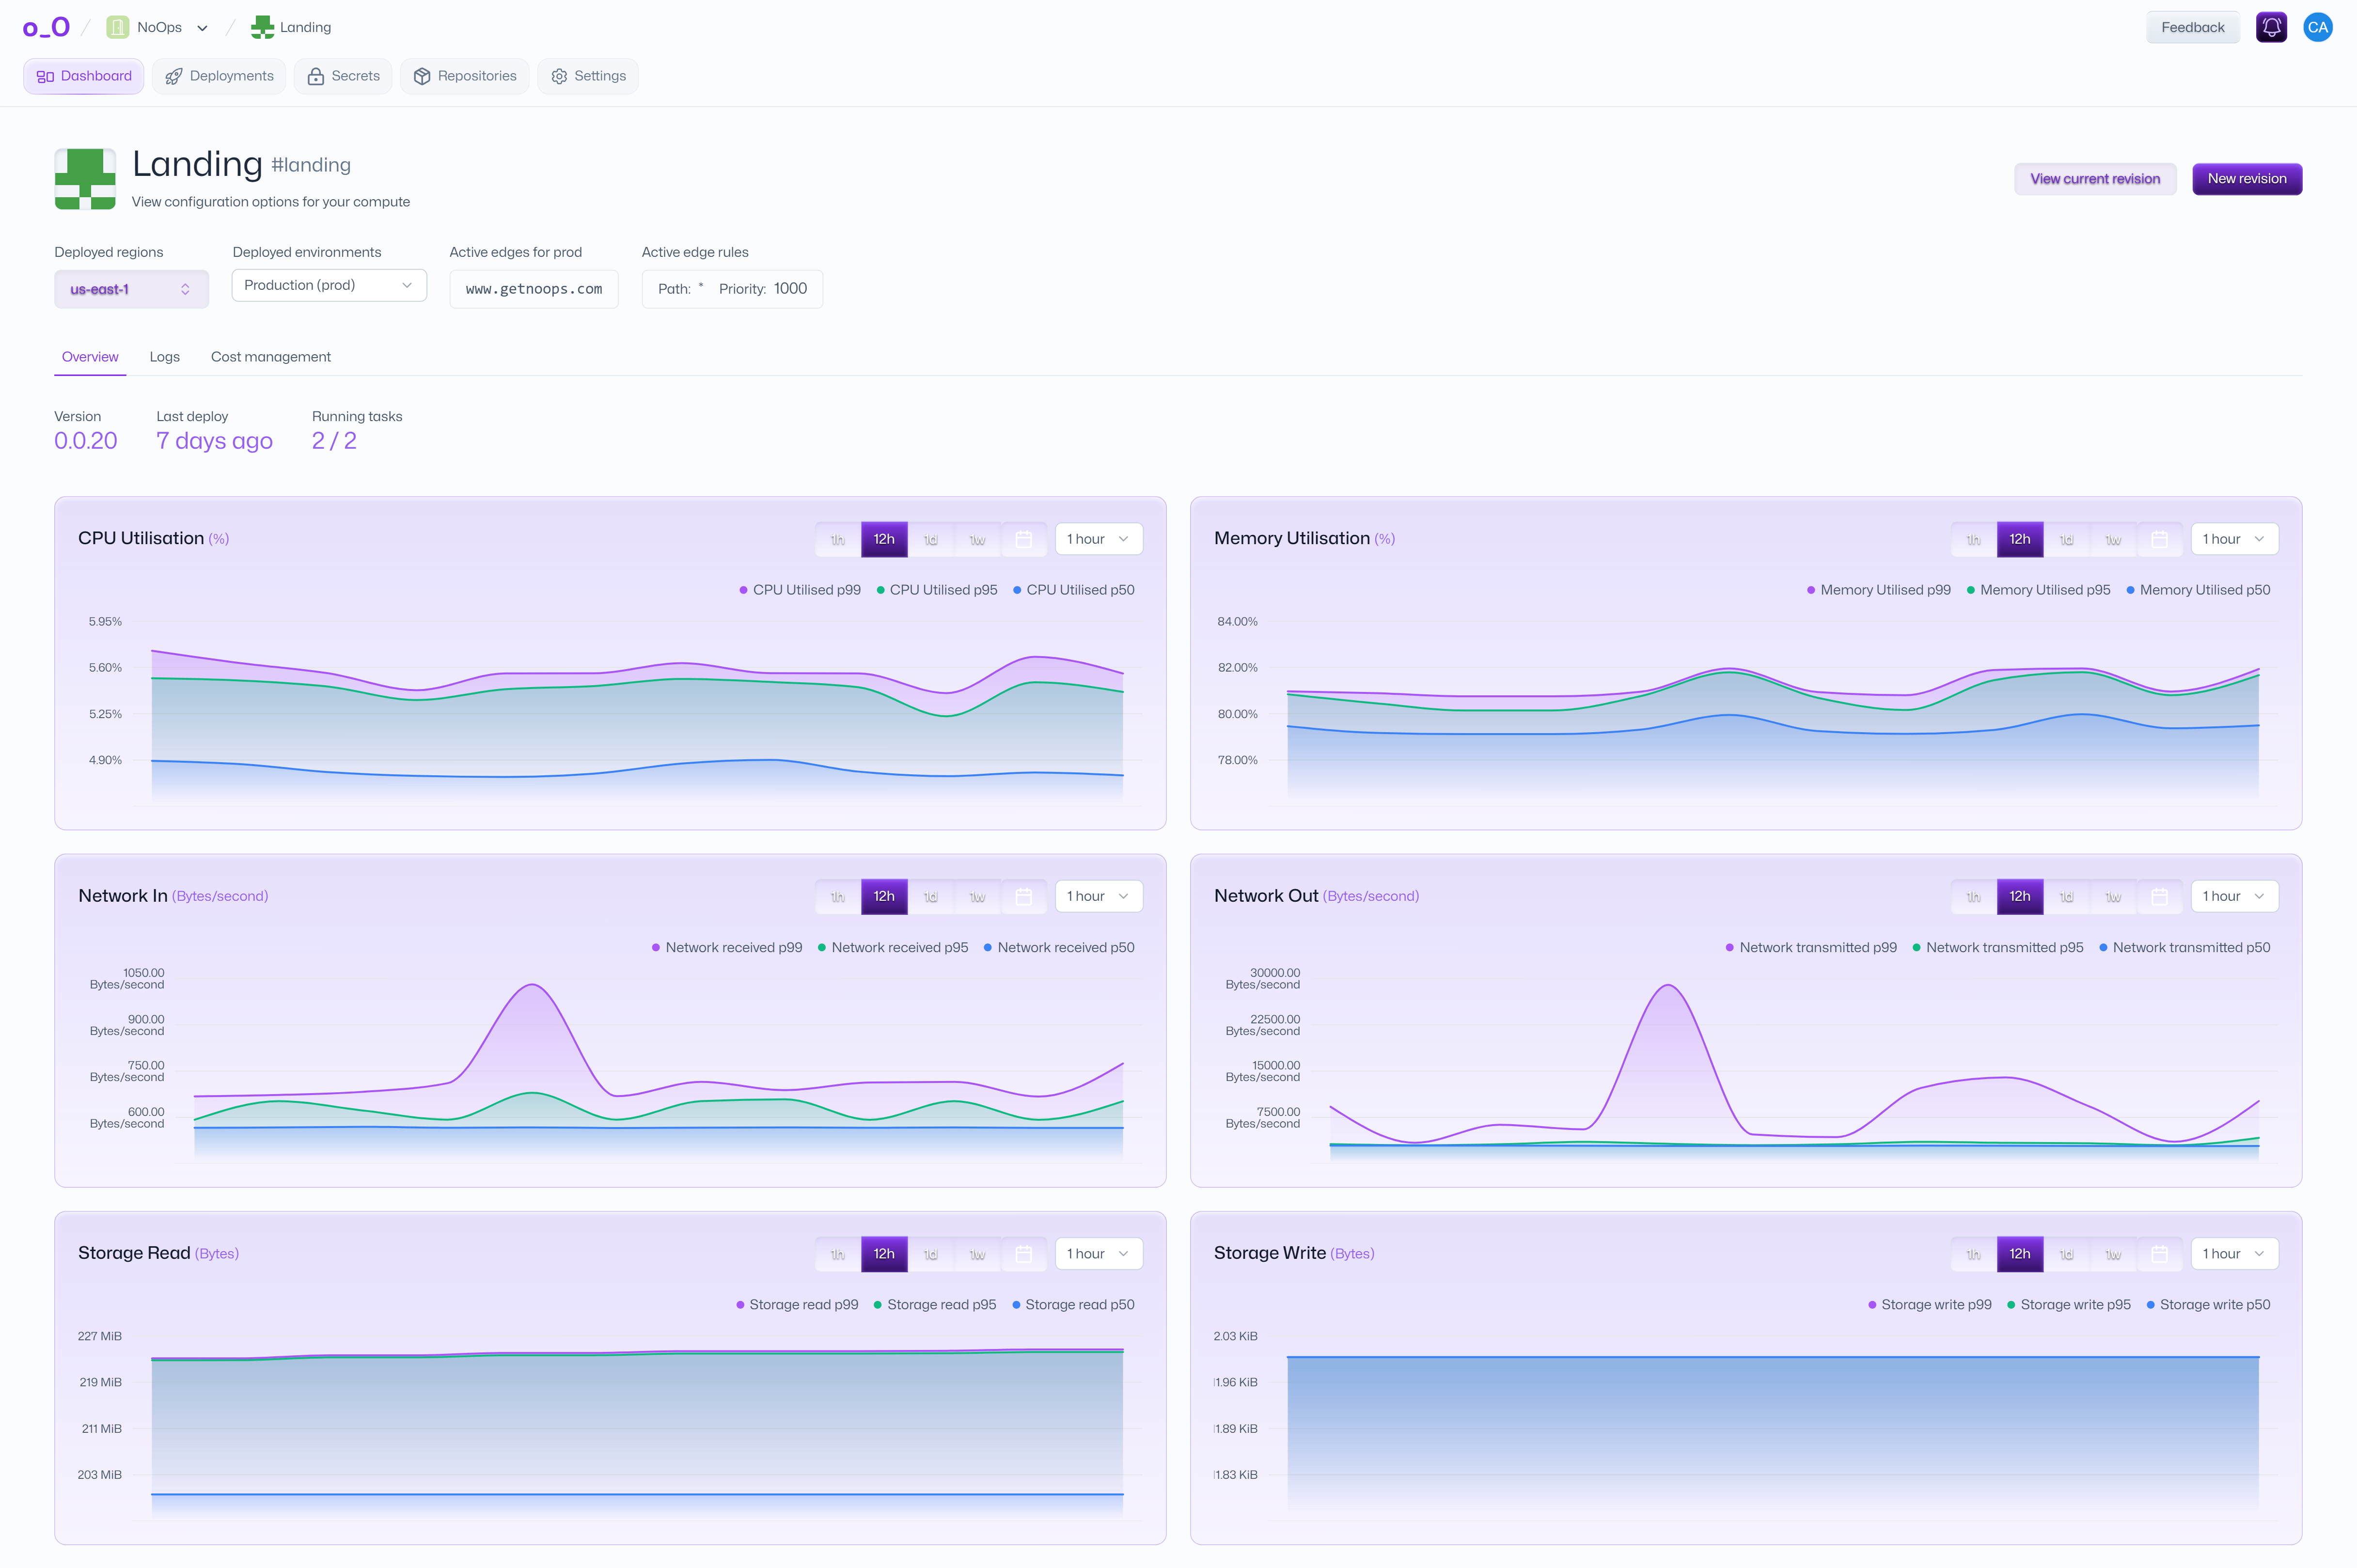 o_O / NoOps / Landing Feedback CA
Dashboard Deployments Secrets Repositories Settings
Landing #landing
View configuration options for your compute
View current revision New revision
Deployed regions Deployed environments Active edges for prod Active edge rules
us-east-1 Production (prod) www.getnoops.com Path: * Priority: 1000
Overview Logs Cost management
Version Last deploy Running tasks
0.0.20 7 days ago 2 / 2
CPU Utilisation (%) 1h 12h 1d 1w 1 hour
CPU Utilised p99 CPU Utilised p95 CPU Utilised p50
5.95%
5.60%
5.25%
4.90%
Memory Utilisation (%) 1h 12h 1d 1w 1 hour
Memory Utilised p99 Memory Utilised p95 Memory Utilised p50
84.00%
82.00%
80.00%
78.00%
Network In (Bytes/second) 1h 12h 1d 1w 1 hour
Network received p99 Network received p95 Network received p50
1050.00
Bytes/second
900.00
Bytes/second
750.00
Bytes/second
600.00
Bytes/second
Network Out (Bytes/second) 1h 12h 1d 1w 1 hour
Network transmitted p99 Network transmitted p95 Network transmitted p50
30000.00
Bytes/second
22500.00
Bytes/second
15000.00
Bytes/second
7500.00
Bytes/second
Storage Read (Bytes) 1h 12h 1d 1w 1 hour
Storage read p99 Storage read p95 Storage read p50
227 MiB
219 MiB
211 MiB
203 MiB
Storage Write (Bytes) 1h 12h 1d 1w 1 hour
Storage write p99 Storage write p95 Storage write p50
2.03 KiB
1.96 KiB
1.89 KiB
1.83 KiB